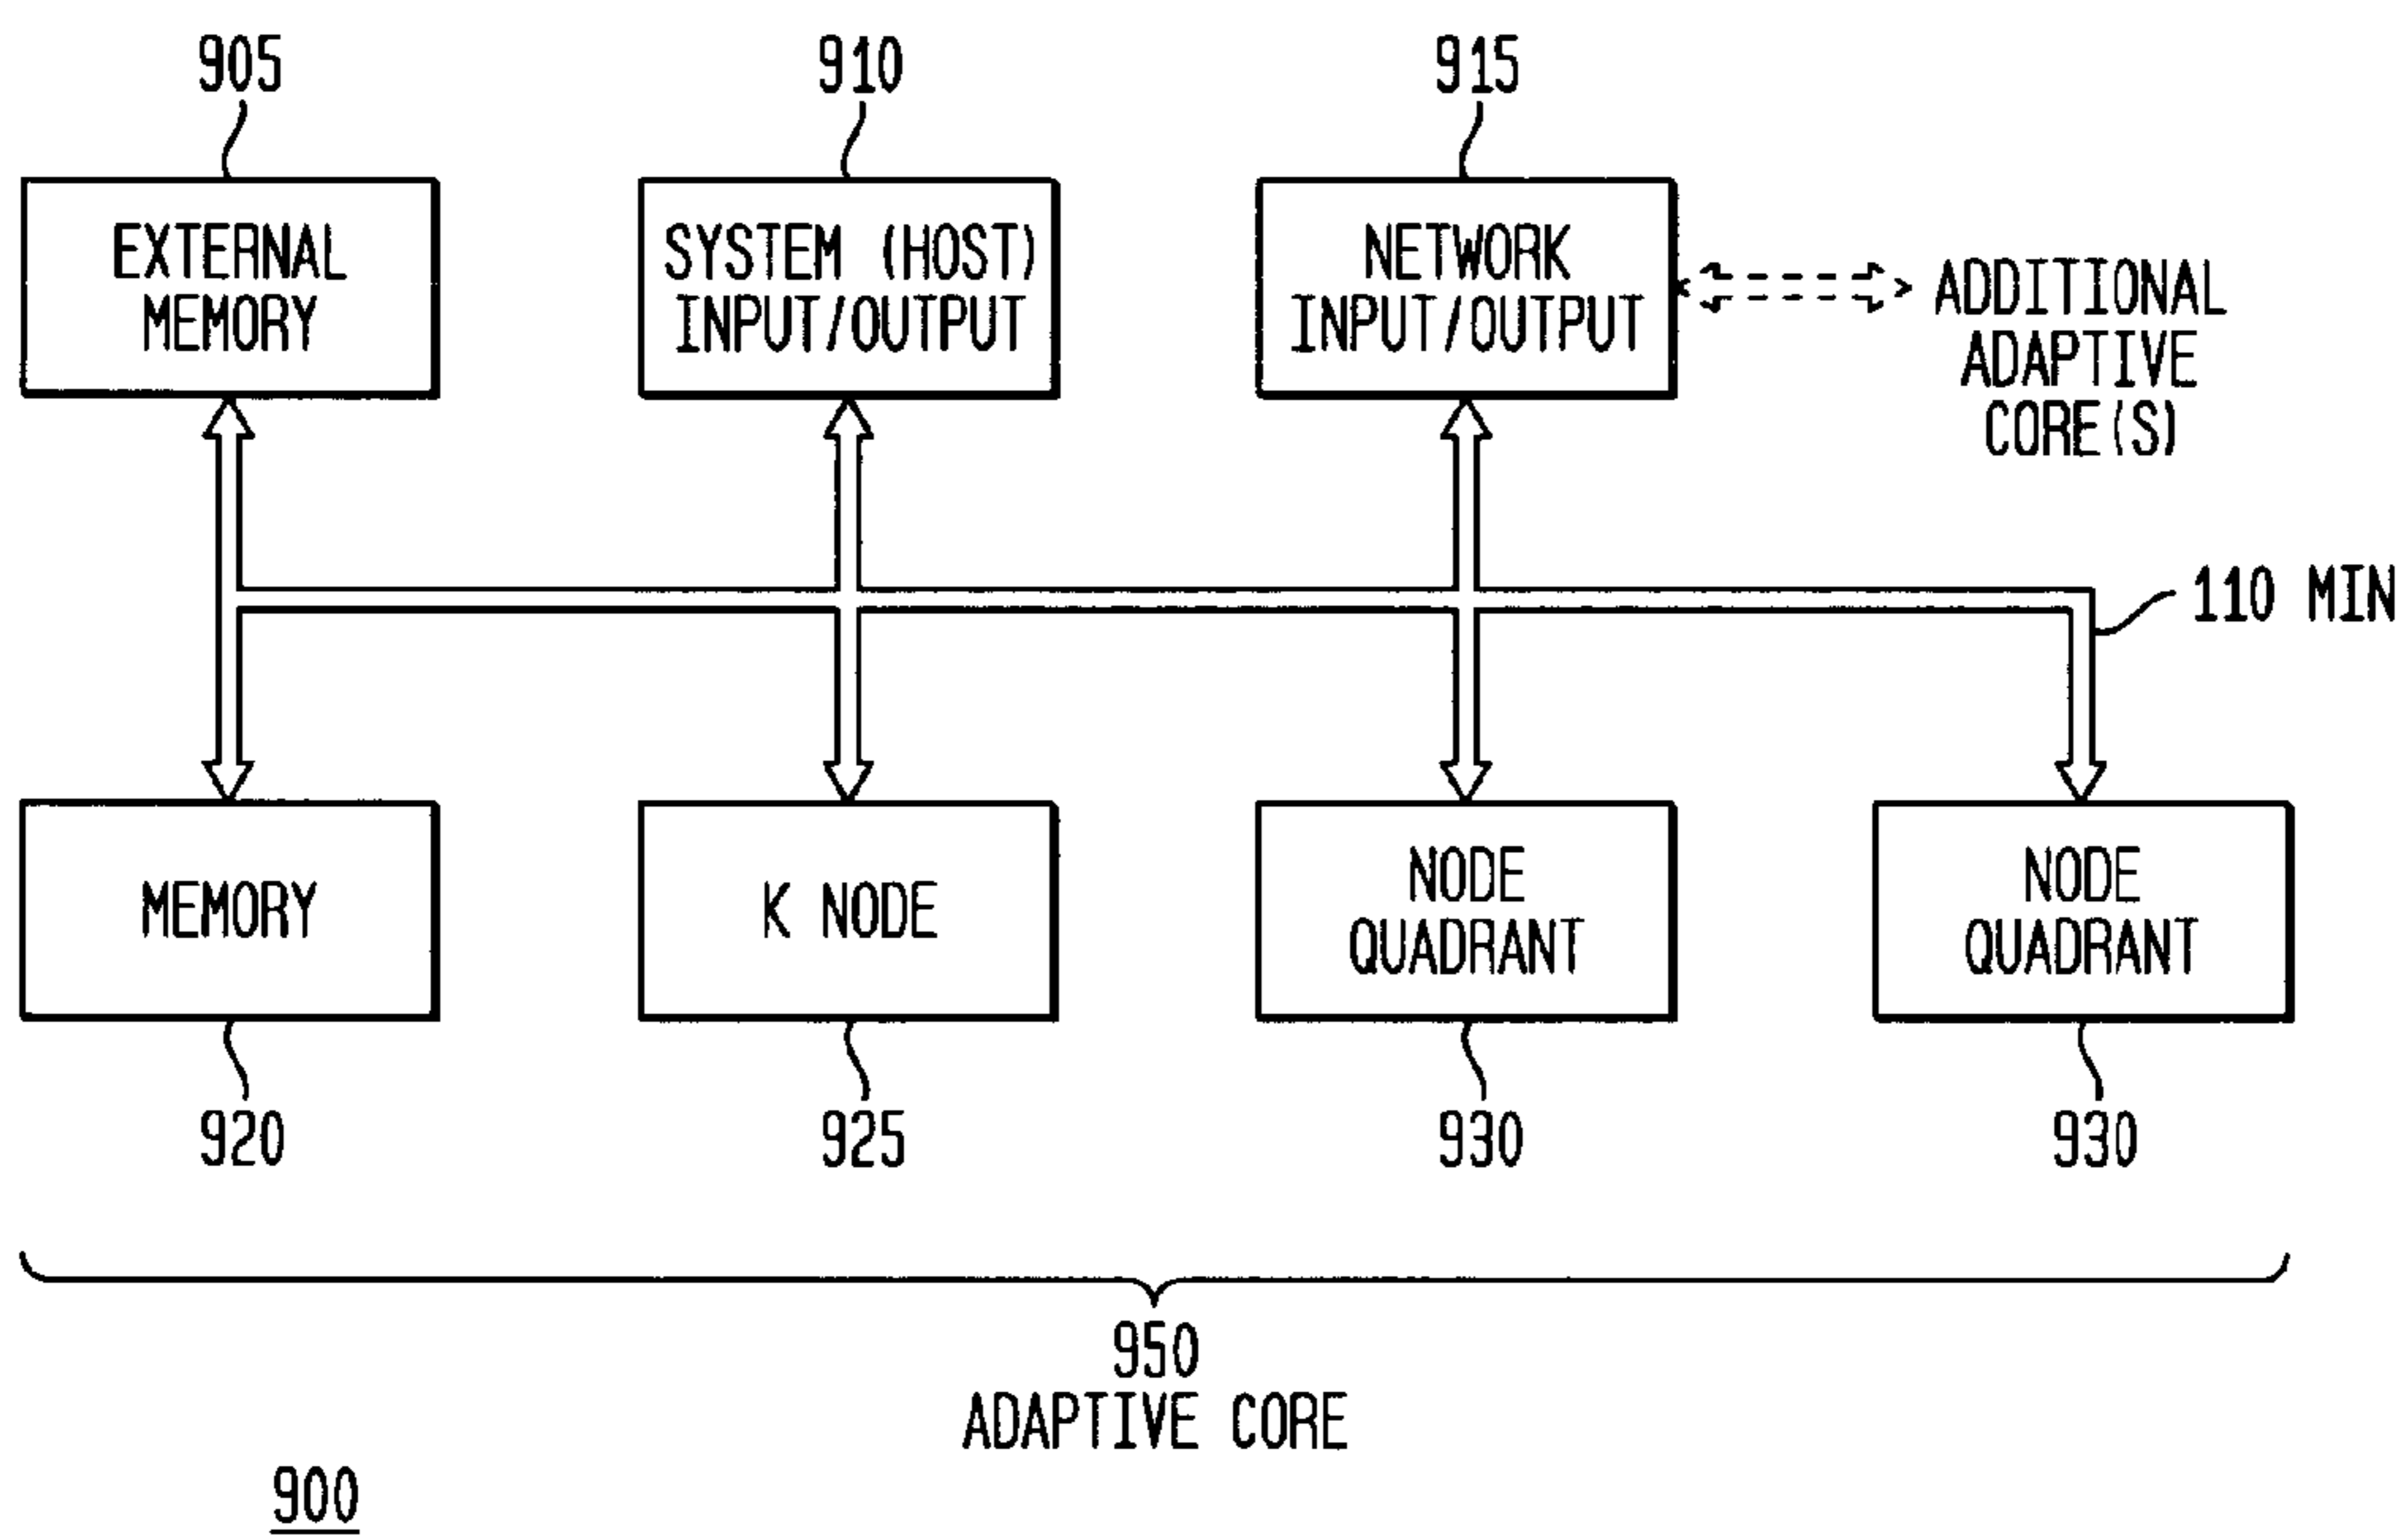 905
910
915
EXTERNAL
MEMORY
SYSTEM (HOST)
INPUT/OUTPUT
NETWORK
INPUT/OUTPUT
ADDITIONAL
ADAPTIVE
CORE(S)
110 MIN
MEMORY
K NODE
NODE
QUADRANT
NODE
QUADRANT
920
925
930
930
950
ADAPTIVE CORE
900